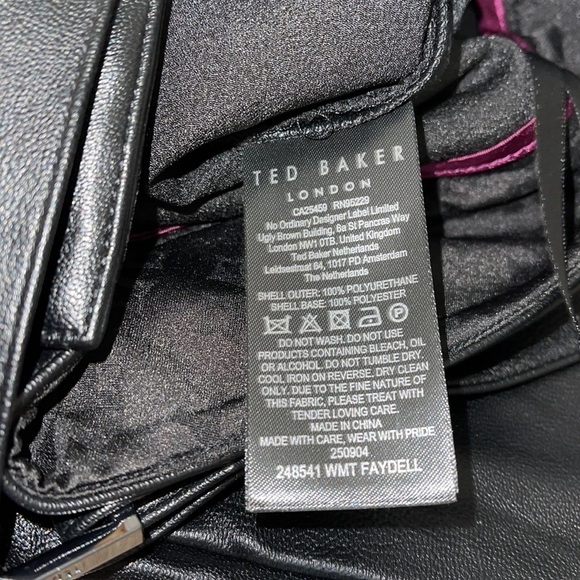 TED BAKER
LONDON
CA25459 RN95229
No Ordinary Designer Label Limited
Ugly Brown Building, 6a St Pancras Way
London NW1 0TB, United Kingdom
Ted Baker Netherlands
Leidsestraat 64, 1017 PD Amsterdam
The Netherlands
SHELL OUTER: 100% POLYURETHANE
SHELL BASE: 100% POLYESTER
DO NOT WASH. DO NOT USE
PRODUCTS CONTAINING BLEACH, OIL
OR ALCOHOL. DO NOT TUMBLE DRY.
COOL IRON ON REVERSE. DRY CLEAN
ONLY. DUE TO THE FINE NATURE OF
THIS FABRIC, PLEASE TREAT WITH
TENDER LOVING CARE.
MADE IN CHINA
MADE WITH CARE, WEAR WITH PRIDE
250904
248541 WMT FAYDELL